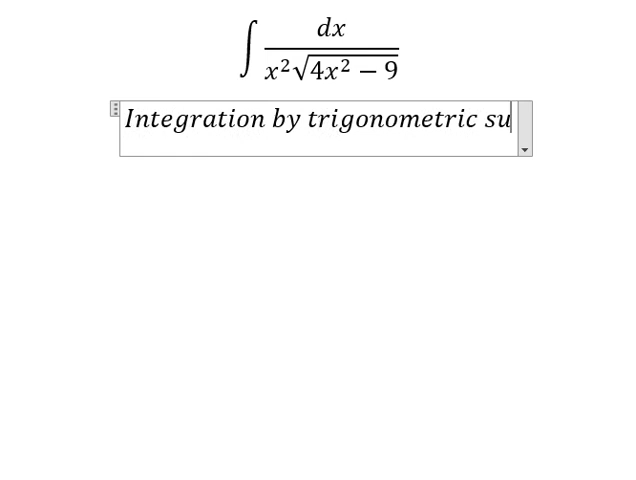 ∫ dx / x²√4x² − 9
Integration by trigonometric su